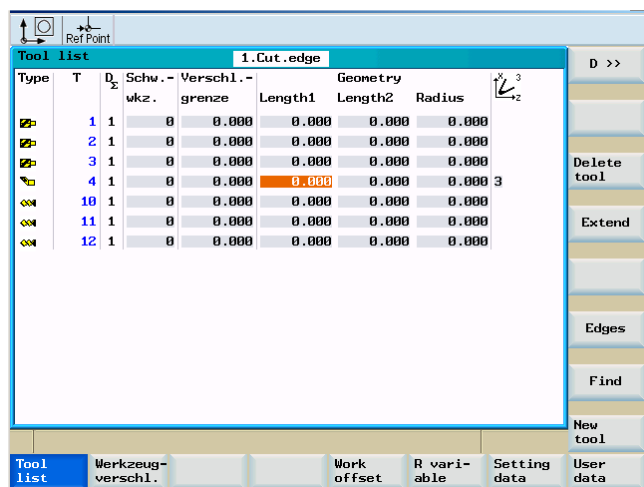 Ref Point
Tool list 1.Cut.edge
Type T D Σ Schw.- Verschl.- Geometry X 3
wkz. grenze Length1 Length2 Radius Z
1 1 0 0.000 0.000 0.000 0.000
2 1 0 0.000 0.000 0.000 0.000
3 1 0 0.000 0.000 0.000 0.000
4 1 0 0.000 0.000 0.000 0.000 3
10 1 0 0.000 0.000 0.000 0.000
11 1 0 0.000 0.000 0.000 0.000
12 1 0 0.000 0.000 0.000 0.000
D >>
Delete
tool
Extend
Edges
Find
New
tool
Tool Werkzeug- Work R vari- Setting User
list verschl. offset able data data